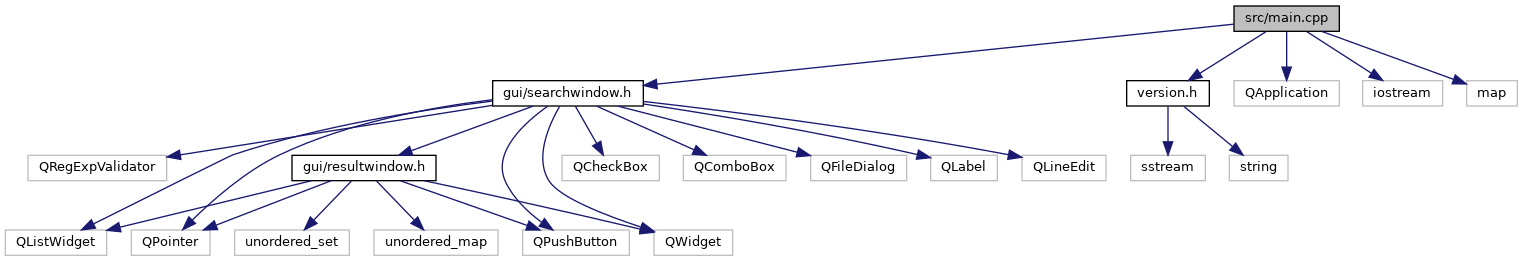 src/main.cpp
gui/searchwindow.h
version.h
QApplication
iostream
map
QRegExpValidator
gui/resultwindow.h
QCheckBox
QComboBox
QFileDialog
QLabel
QLineEdit
sstream
string
QListWidget
QPointer
unordered_set
unordered_map
QPushButton
QWidget